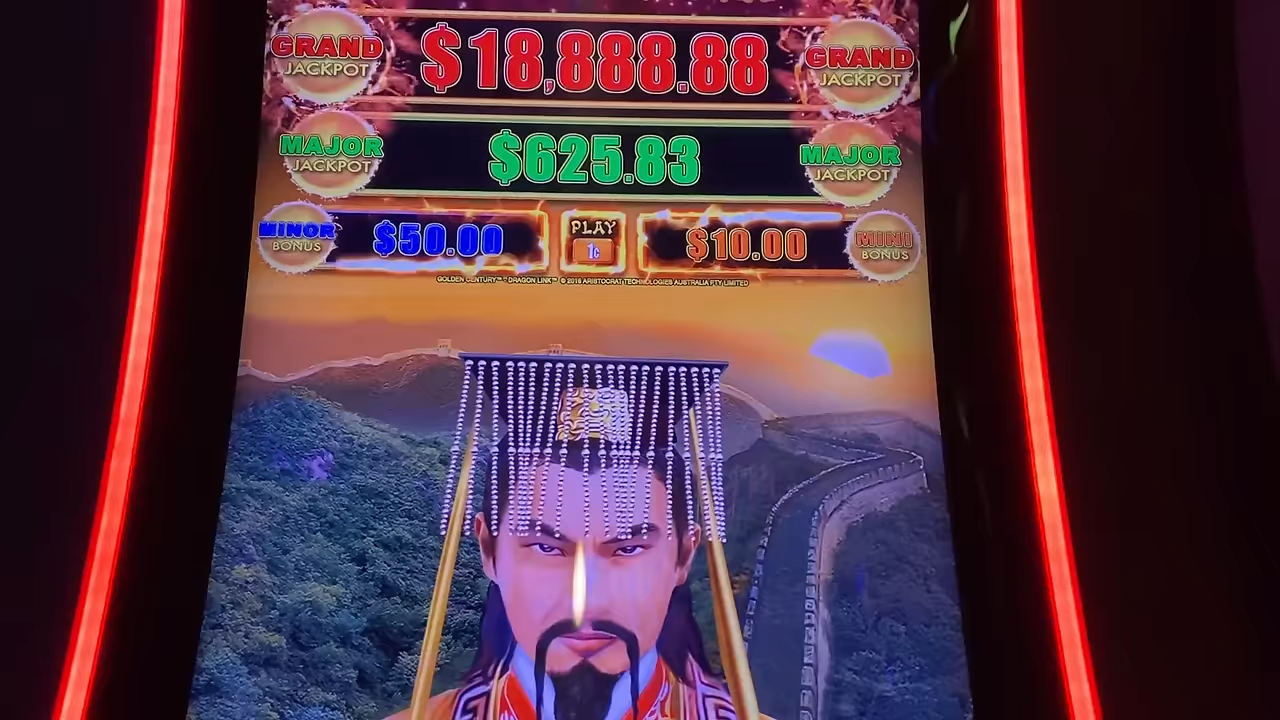 GRAND
JACKPOT
$18,888.88
GRAND
JACKPOT
MAJOR
JACKPOT
$625.83
MAJOR
JACKPOT
MINOR
BONUS
$50.00
PLAY
1¢
$10.00
MINI
BONUS
GOLDEN CENTURY™ DRAGON LINK™ © 2016 ARISTOCRAT TECHNOLOGIES AUSTRALIA PTY LIMITED